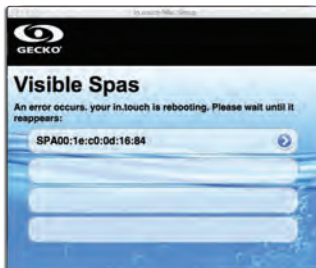 GECKO
Visible Spas
An error occurs. your in.touch is rebooting. Please wait until it
reappears:
SPA00:1e:c0:0d:16:84